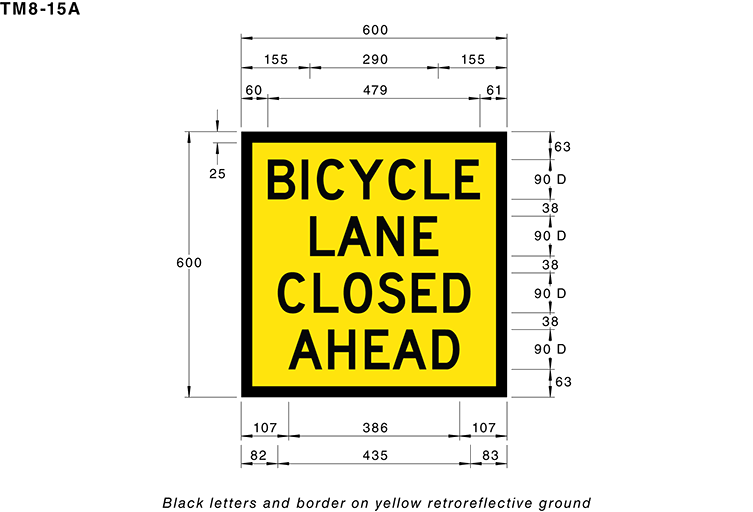 TM8-15A
600
155 290 155
60 479 61
63
25
90 D
38
90 D
600
38
90 D
38
90 D
63
BICYCLE
LANE
CLOSED
AHEAD
107 386 107
82 435 83
Black letters and border on yellow retroreflective ground